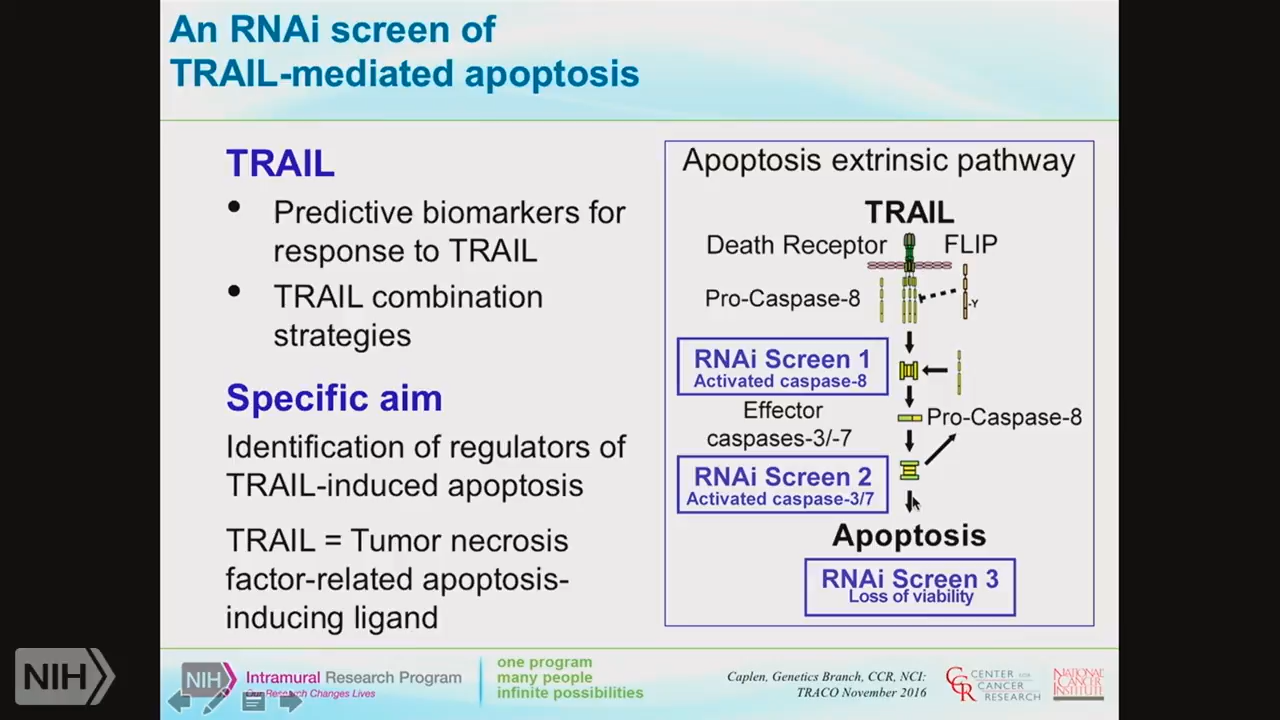 An RNAi screen of
TRAIL-mediated apoptosis
TRAIL
• Predictive biomarkers for
response to TRAIL
• TRAIL combination
strategies
Specific aim
Identification of regulators of
TRAIL-induced apoptosis
TRAIL = Tumor necrosis
factor-related apoptosis-
inducing ligand
Apoptosis extrinsic pathway
TRAIL
Death Receptor
FLIP
Pro-Caspase-8
-Y
RNAi Screen 1
Activated caspase-8
Effector
caspases-3/-7
Pro-Caspase-8
RNAi Screen 2
Activated caspase-3/7
Apoptosis
RNAi Screen 3
Loss of viability
NIH
NIH
Intramural Research Program
Our Research Changes Lives
one program
many people
infinite possibilities
Caplen, Genetics Branch, CCR, NCI:
TRACO November 2016
CCR
CENTER FOR
CANCER
RESEARCH
NATIONAL
CANCER
INSTITUTE